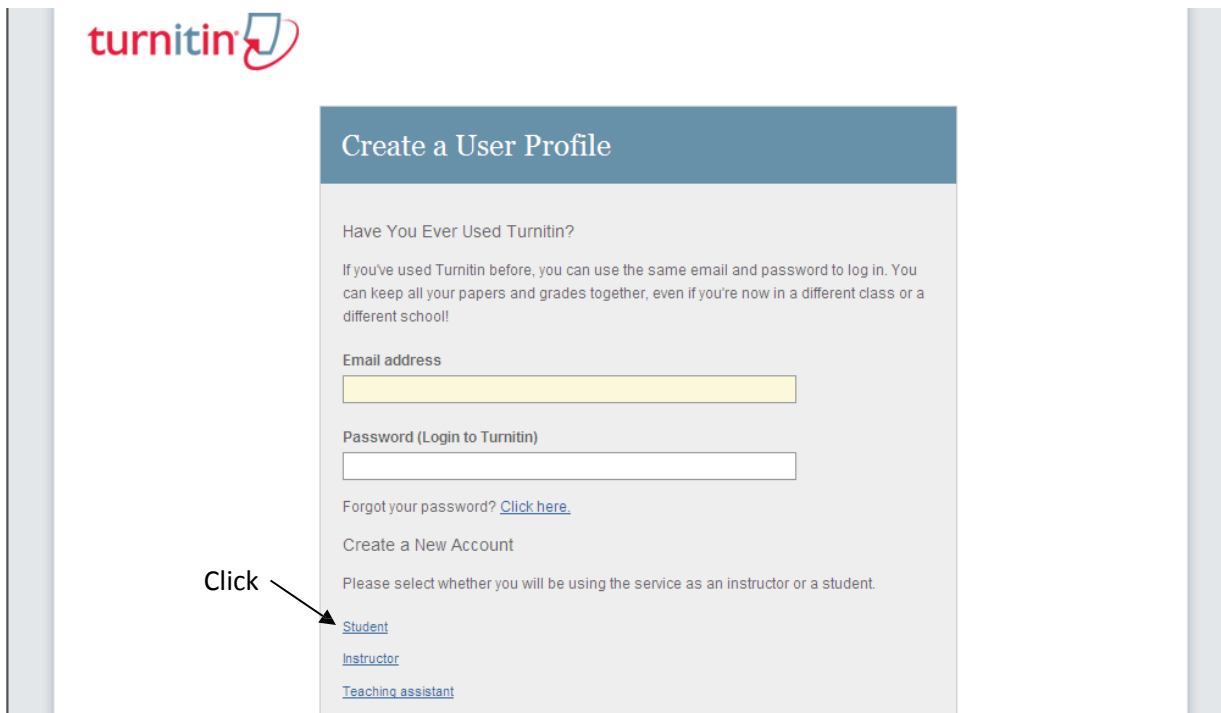 turnitin
Create a User Profile
Have You Ever Used Turnitin?
If you've used Turnitin before, you can use the same email and password to log in. You
can keep all your papers and grades together, even if you're now in a different class or a
different school!
Email address
Password (Login to Turnitin)
Forgot your password? Click here.
Create a New Account
Click
Please select whether you will be using the service as an instructor or a student.
Student
Instructor
Teaching assistant